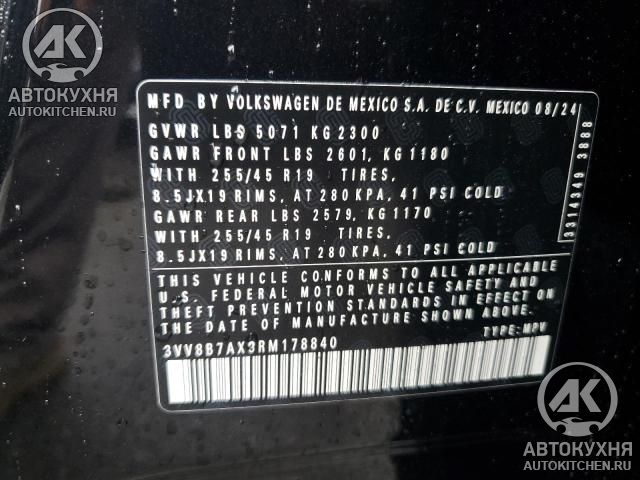 AK
АВТОКУХНЯ
AUTOKITCHEN.RU
MFD BY VOLKSWAGEN DE MEXICO S.A. DE C.V. MEXICO 08/24
GVWR LBS 5071 KG 2300
GAWR FRONT LBS 2601, KG 1180
WITH 255/45 R19 TIRES,
8.5JX19 RIMS, AT 280 KPA, 41 PSI COLD
GAWR REAR LBS 2579, KG 1170
WITH 255/45 R19 TIRES,
8.5JX19 RIMS, AT 280 KPA, 41 PSI COLD
THIS VEHICLE CONFORMS TO ALL APPLICABLE
U.S. FEDERAL MOTOR VEHICLE SAFETY AND
THEFT PREVENTION STANDARDS IN EFFECT ON
THE DATE OF MANUFACTURE SHOWN ABOVE.
3VV8B7AX3RM178840 TYPE: MPV
3314349 3888
AK
АВТОКУХНЯ
AUTOKITCHEN.RU